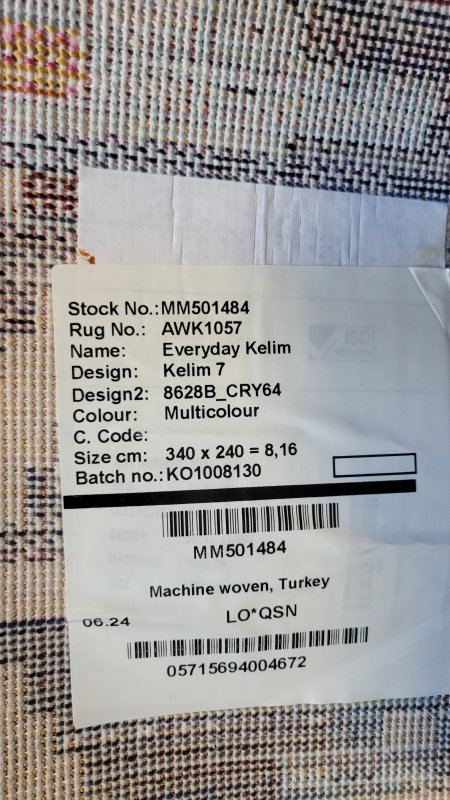 ISO
Stock No.: MM501484
Rug No.: AWK1057
Name: Everyday Kelim
Design: Kelim 7
Design2: 8628B_CRY64
Colour: Multicolour
C. Code:
Size cm: 340 x 240 = 8,16
Batch no.: KO1008130
MM501484
Machine woven, Turkey
06.24 LO*QSN
05715694004672